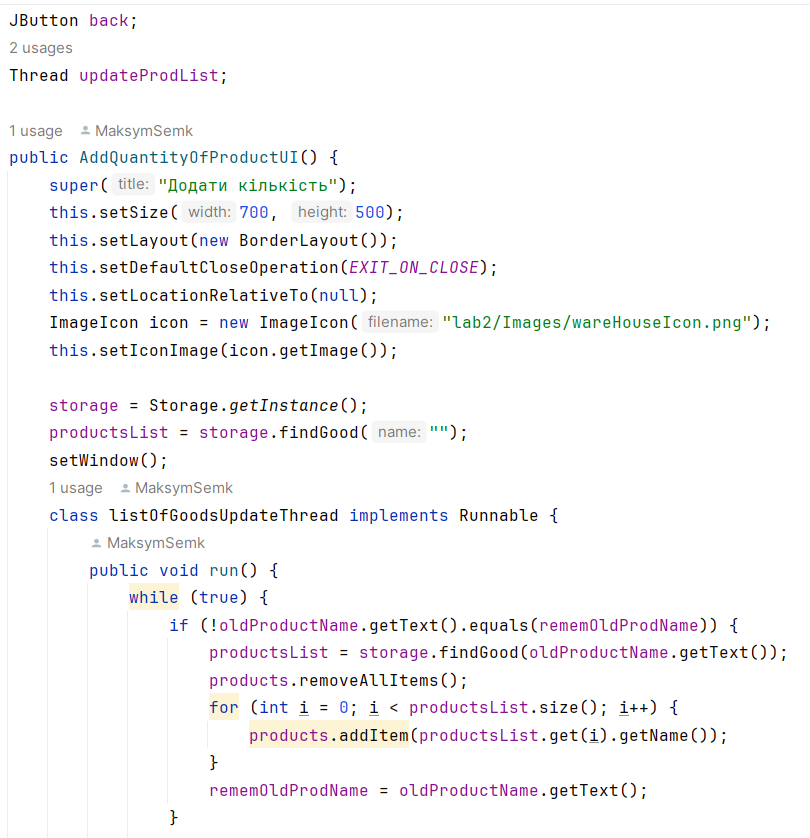 JButton back;
2 usages
Thread updateProdList;
1 usage MaksymSemk
public AddQuantityOfProductUI() {
super( title: "Додати кількість");
this.setSize( width: 700, height: 500);
this.setLayout(new BorderLayout());
this.setDefaultCloseOperation(EXIT_ON_CLOSE);
this.setLocationRelativeTo(null);
ImageIcon icon = new ImageIcon( filename: "lab2/Images/wareHouseIcon.png");
this.setIconImage(icon.getImage());
storage = Storage.getInstance();
productsList = storage.findGood( name: "");
setWindow();
1 usage MaksymSemk
class listOfGoodsUpdateThread implements Runnable {
MaksymSemk
public void run() {
while (true) {
if (!oldProductName.getText().equals(rememOldProdName)) {
productsList = storage.findGood(oldProductName.getText());
products.removeAllItems();
for (int i = 0; i < productsList.size(); i++) {
products.addItem(productsList.get(i).getName());
}
rememOldProdName = oldProductName.getText();
}